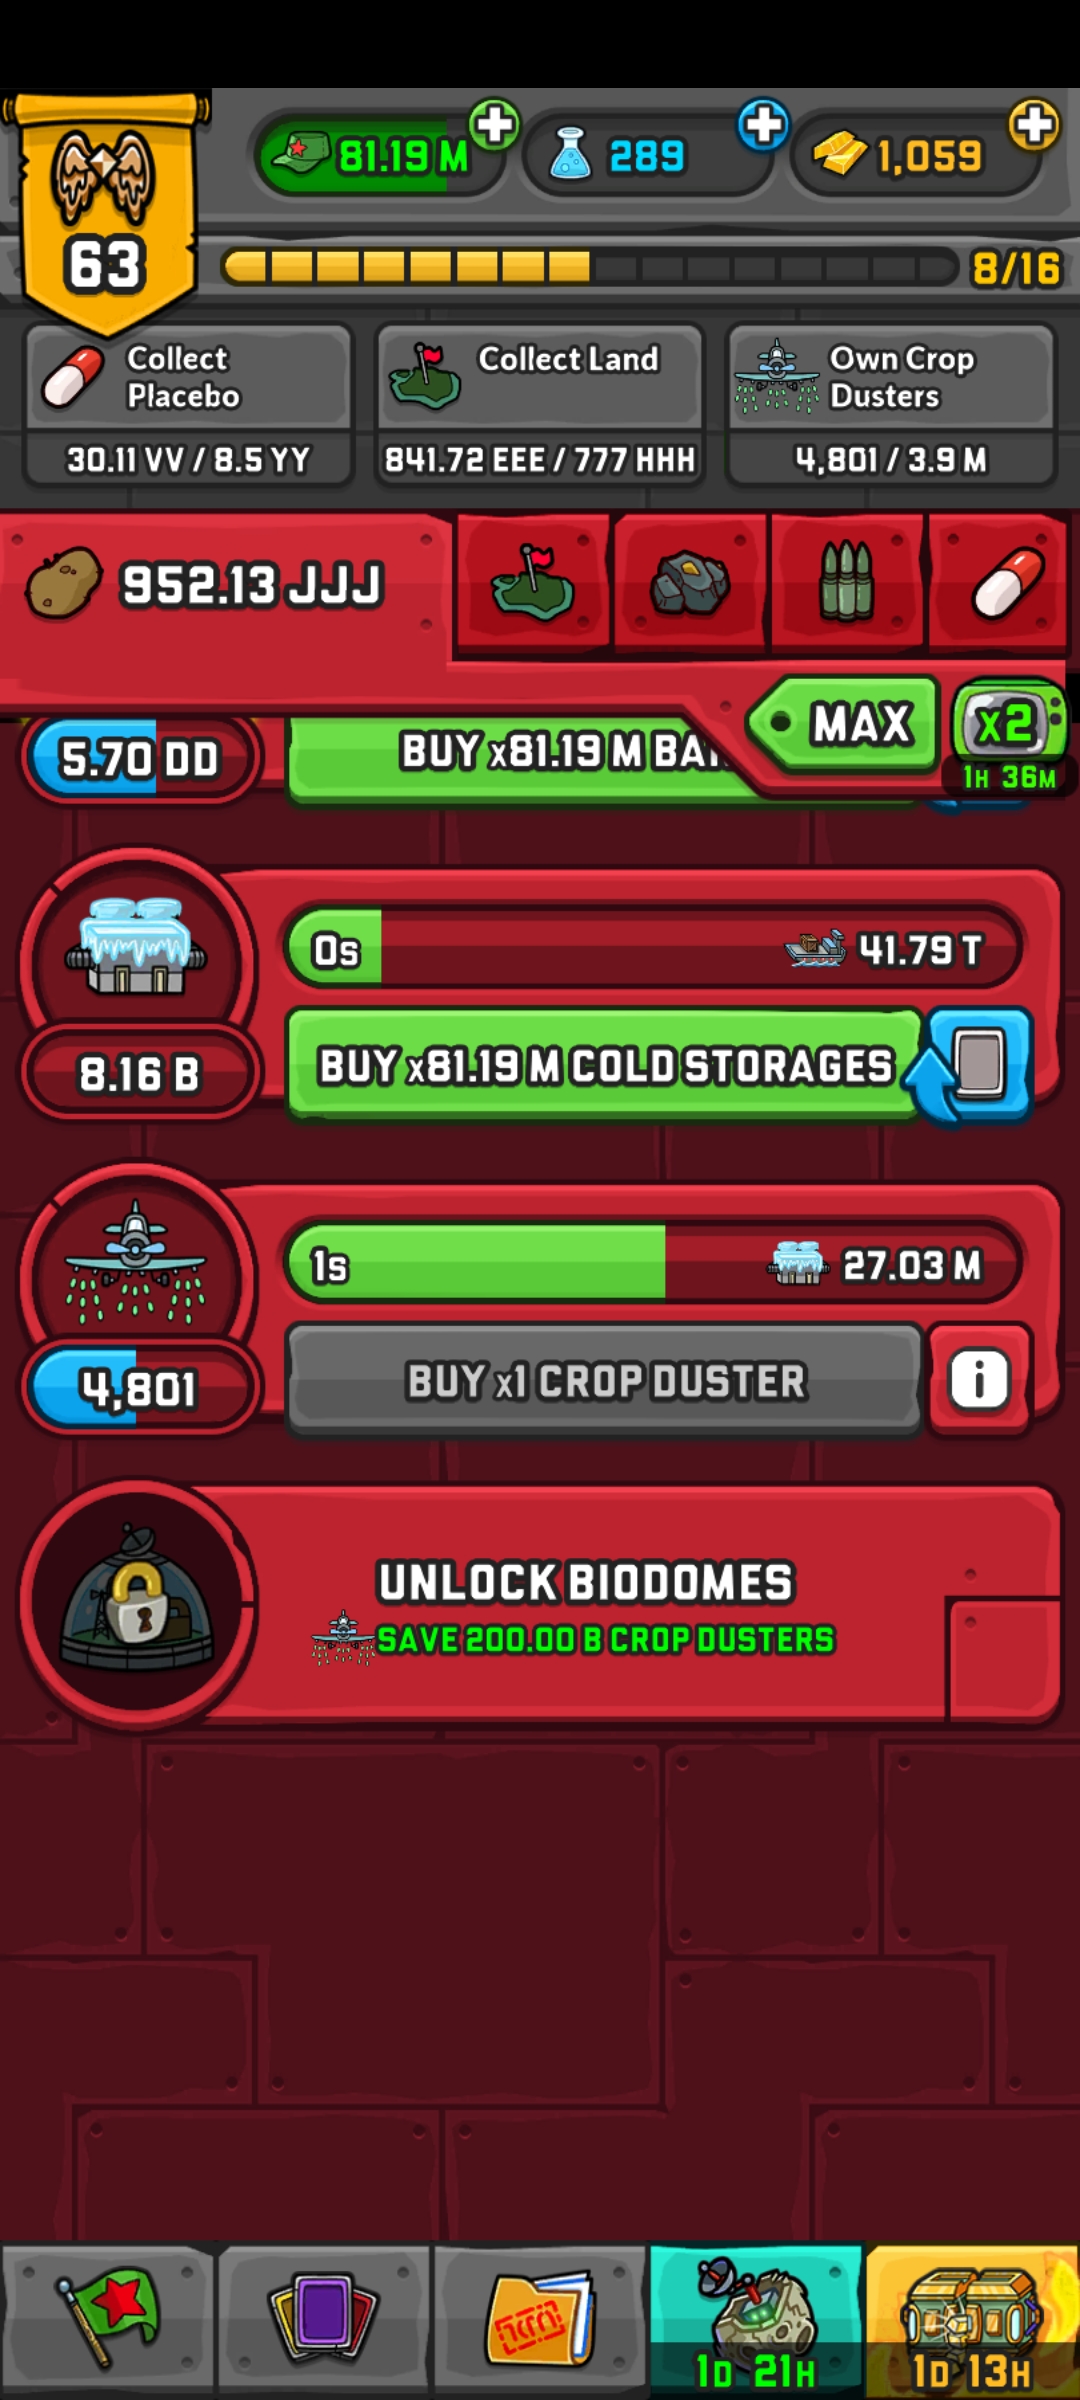 81.19 M
289
1,059
63
8/16
Collect
Placebo
30.11 VV / 8.5 YY
Collect Land
841.72 EEE / 777 HHH
Own Crop
Dusters
4,801 / 3.9 M
952.13 JJJ
MAX
x2
1H 36M
5.70 DD
BUY x81.19 M
0s
41.79 T
8.16 B
BUY x81.19 M COLD STORAGES
1s
27.03 M
4,801
BUY x1 CROP DUSTER
i
UNLOCK BIODOMES
SAVE 200.00 B CROP DUSTERS
1D 21H
1D 13H